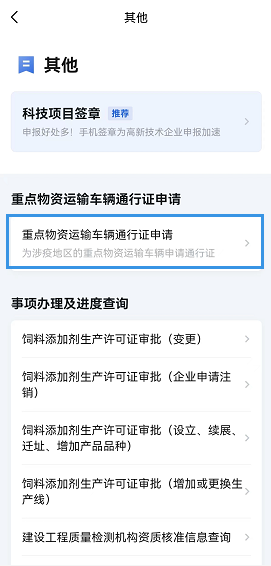 其他
其他
科技项目签章 推荐
申报好处多！手机签章为高新技术企业申报加速
重点物资运输车辆通行证申请
重点物资运输车辆通行证申请
为涉疫地区的重点物资运输车辆申请通行证
事项办理及进度查询
饲料添加剂生产许可证审批（变更）
饲料添加剂生产许可证审批（企业申请注
销）
饲料添加剂生产许可证审批（设立、续展、
迁址、增加产品品种）
饲料添加剂生产许可证审批（增加或更换生
产线）
建设工程质量检测机构资质核准信息查询